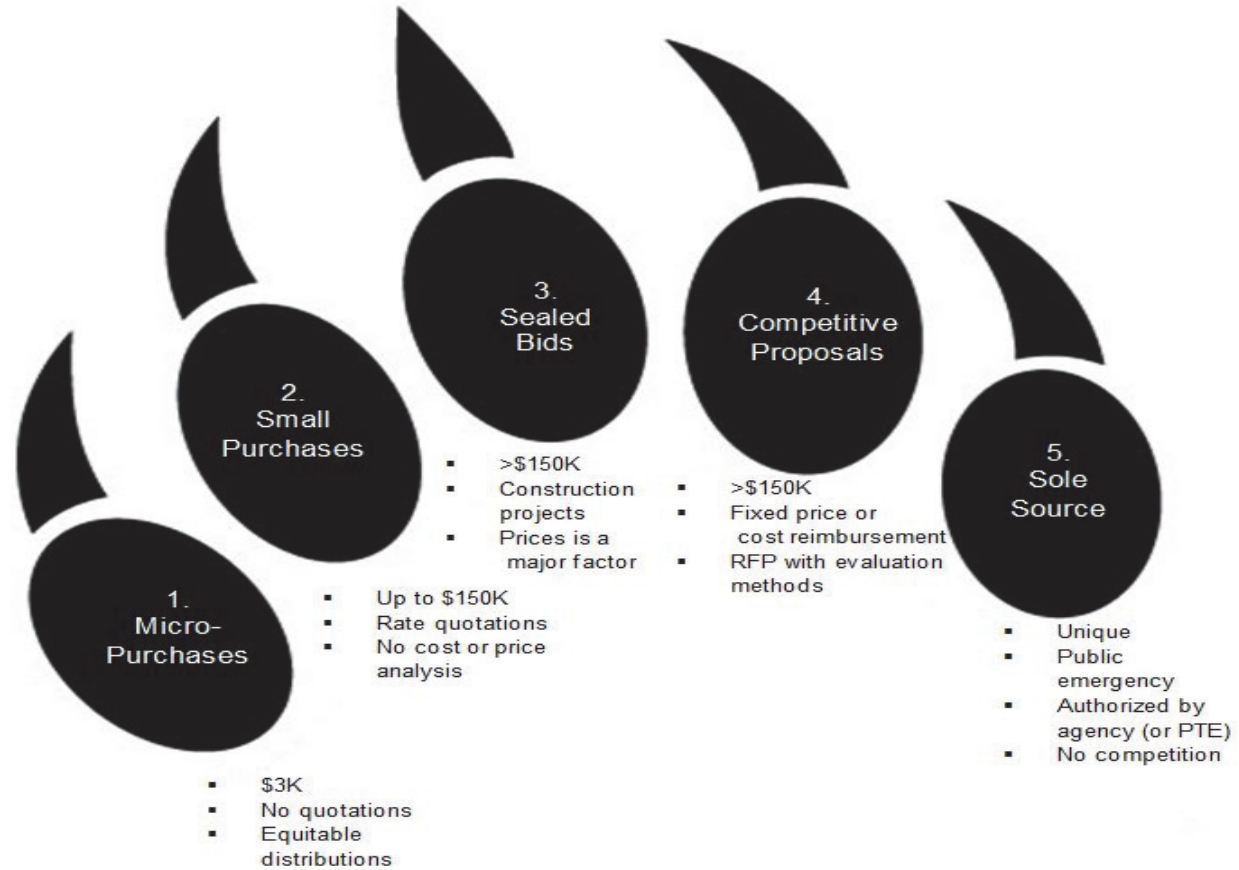 1.
Micro-
Purchases
▪ $3K
▪ No quotations
▪ Equitable
distributions
2.
Small
Purchases
▪ Up to $150K
▪ Rate quotations
▪ No cost or price
analysis
3.
Sealed
Bids
▪ >$150K
▪ Construction
projects
▪ Prices is a
major factor
4.
Competitive
Proposals
▪ >$150K
▪ Fixed price or
cost reimbursement
▪ RFP with evaluation
methods
5.
Sole
Source
▪ Unique
▪ Public
emergency
▪ Authorized by
agency (or PTE)
▪ No competition